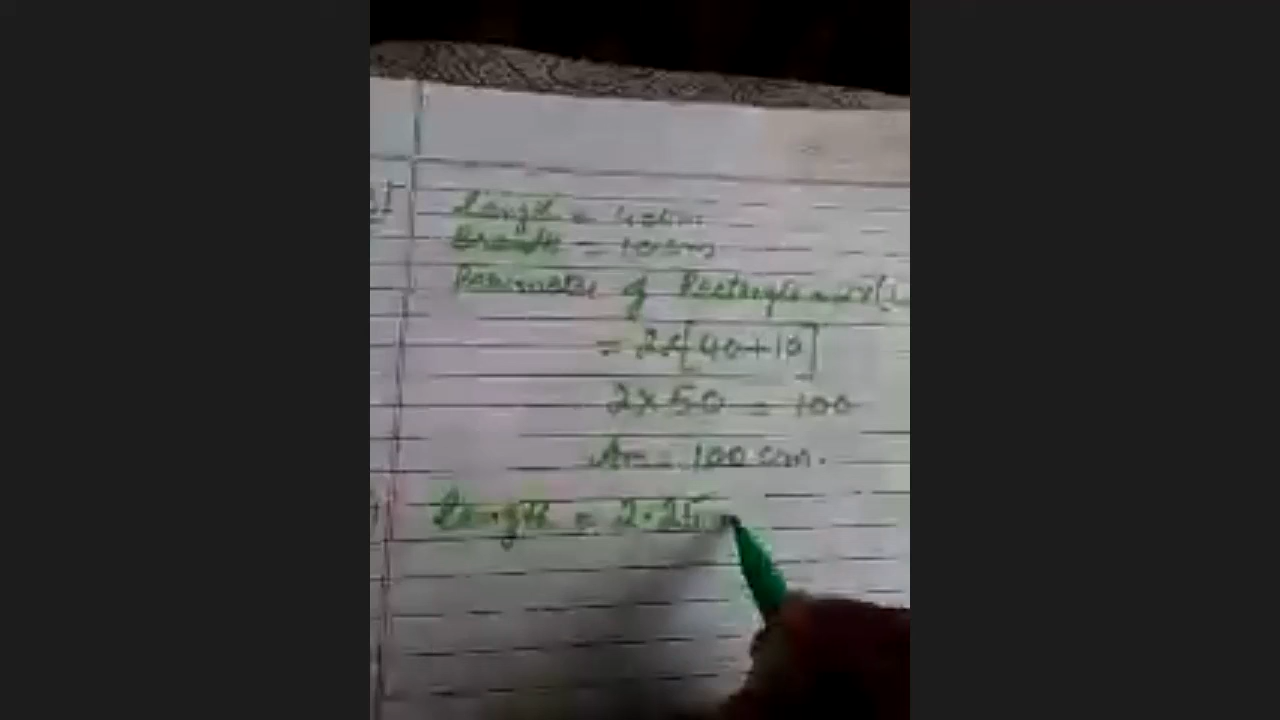 Length = 40cm
Breadth = 10cm
Perimeter of Rectangle = 2×(
= 2×[40+10]
2×50 = 100
An = 100 cm.
length = 2.25